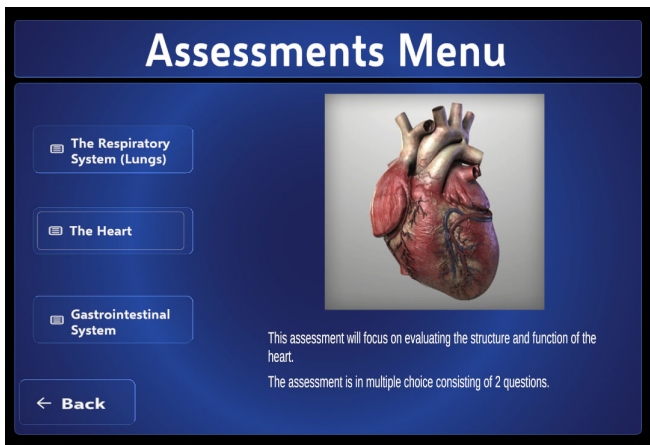 Assessments Menu
The Respiratory
System (Lungs)
The Heart
Gastrointestinal
System
← Back
This assessment will focus on evaluating the structure and function of the
heart.
The assessment is in multiple choice consisting of 2 questions.